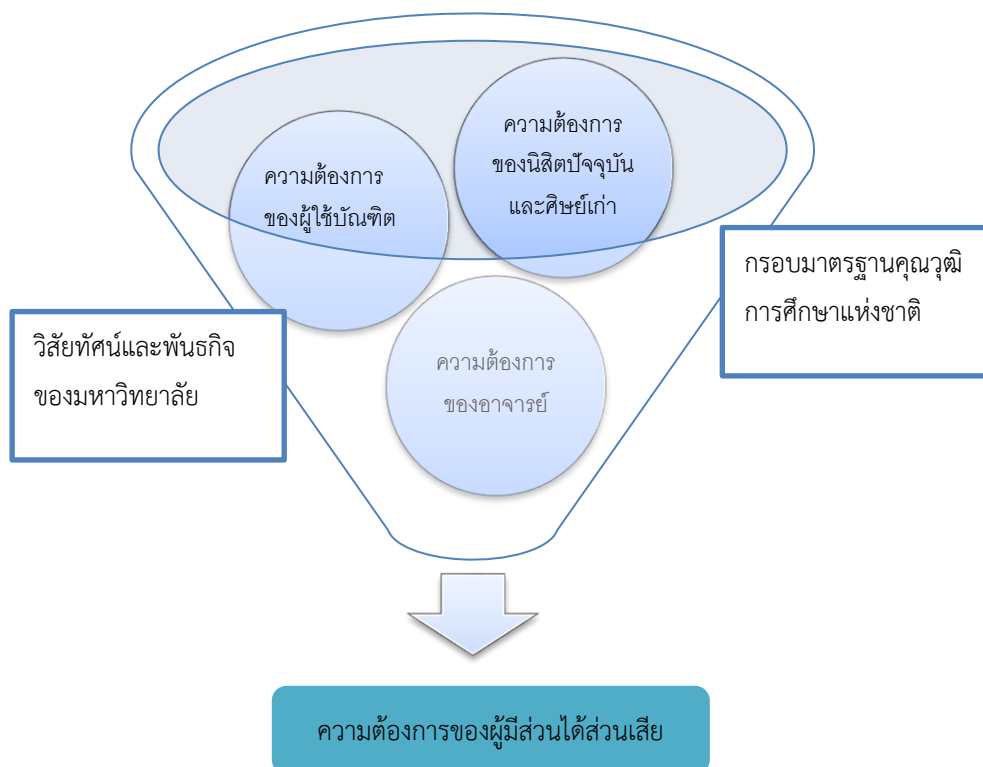 ความต้องการ
ของนิสิตปัจจุบัน
และศิษย์เก่า
ความต้องการ
ของผู้ใช้บัณฑิต
กรอบมาตรฐานคุณวุฒิ
การศึกษาแห่งชาติ
วิสัยทัศน์และพันธกิจ
ของมหาวิทยาลัย
ความต้องการ
ของอาจารย์
ความต้องการของผู้มีส่วนได้ส่วนเสีย